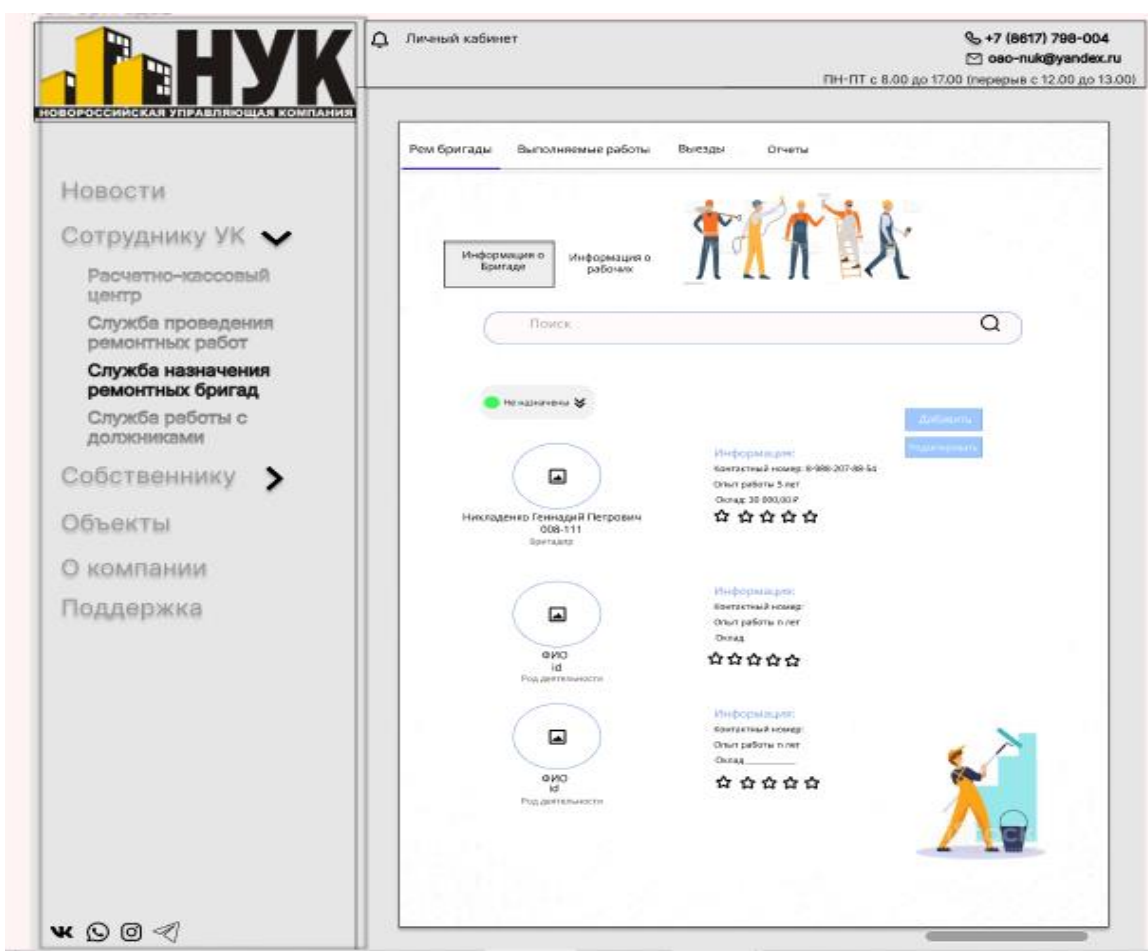 НУК
НОВОРОССИЙСКАЯ УПРАВЛЯЮЩАЯ КОМПАНИЯ
Личный кабинет
+7 (8617) 798-004
oao-nuk@yandex.ru
ПН-ПТ с 8.00 до 17.00 (перерыв с 12.00 до 13.00)
Новости
Сотруднику УК
Расчетно-кассовый
центр
Служба проведения
ремонтных работ
Служба назначения
ремонтных бригад
Служба работы с
должниками
Собственнику
Объекты
О компании
Поддержка
Рем бригады
Выполняемые работы
Выезды
Отчеты
Информация о
Бригаде
Информация о
рабочих
Поиск
Не назначены
Добавить
Редактировать
Никладенко Геннадий Петрович
008-111
Бригадир
Информация:
Контактный номер: 8-988-207-88-54
Опыт работы 5 лет
Оклад: 30 000,00 ₽
ФИО
id
Род деятельности
Информация:
Контактный номер:
Опыт работы n лет
Оклад
ФИО
id
Род деятельности
Информация:
Контактный номер:
Опыт работы n лет
Оклад